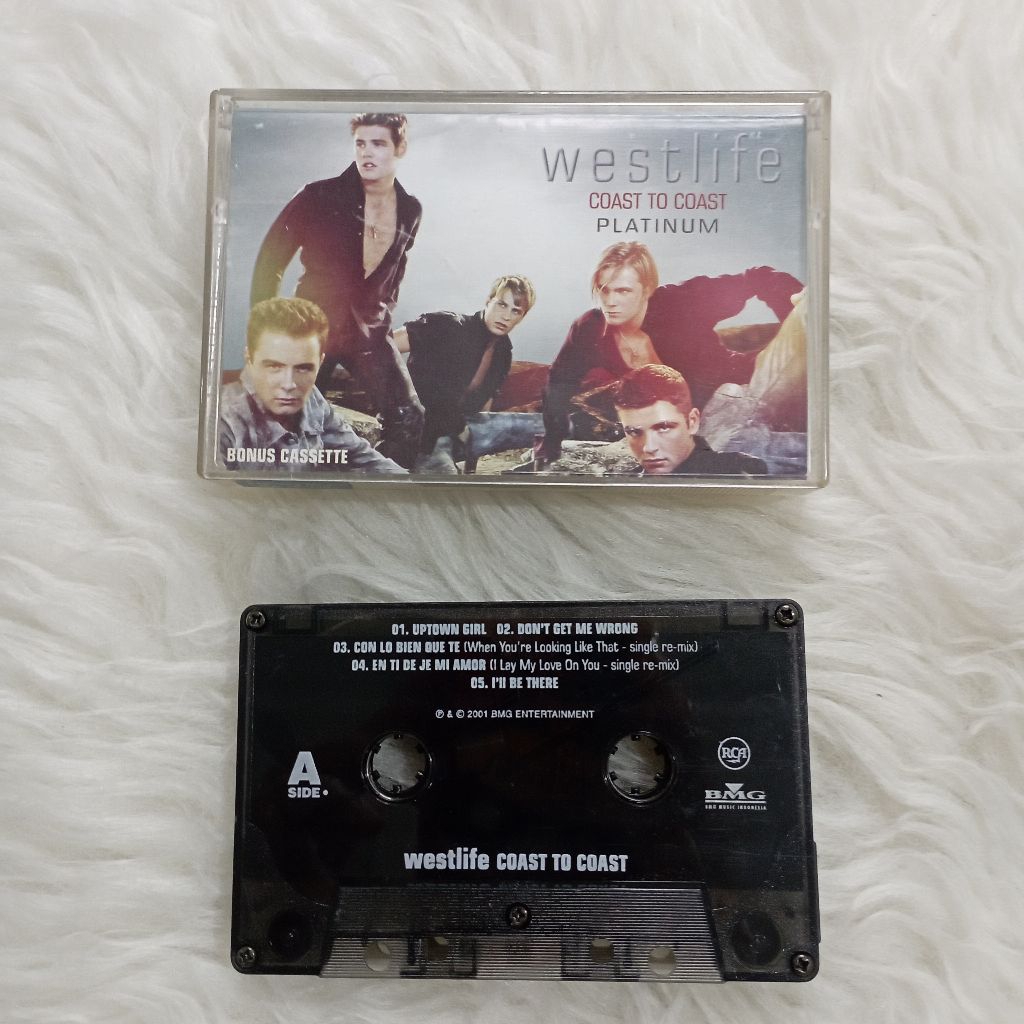 westlife
COAST TO COAST
PLATINUM
BONUS CASSETTE
01. UPTOWN GIRL 02. DON'T GET ME WRONG
03. CON LO BIEN QUE TE (When You're Looking Like That - single re-mix)
04. EN TI DE JE MI AMOR (I Lay My Love On You - single re-mix)
05. I'll BE THERE
℗ & © 2001 BMG ENTERTAINMENT
A
SIDE•
RCA
BMG
BMG MUSIC INDONESIA
westlife COAST TO COAST